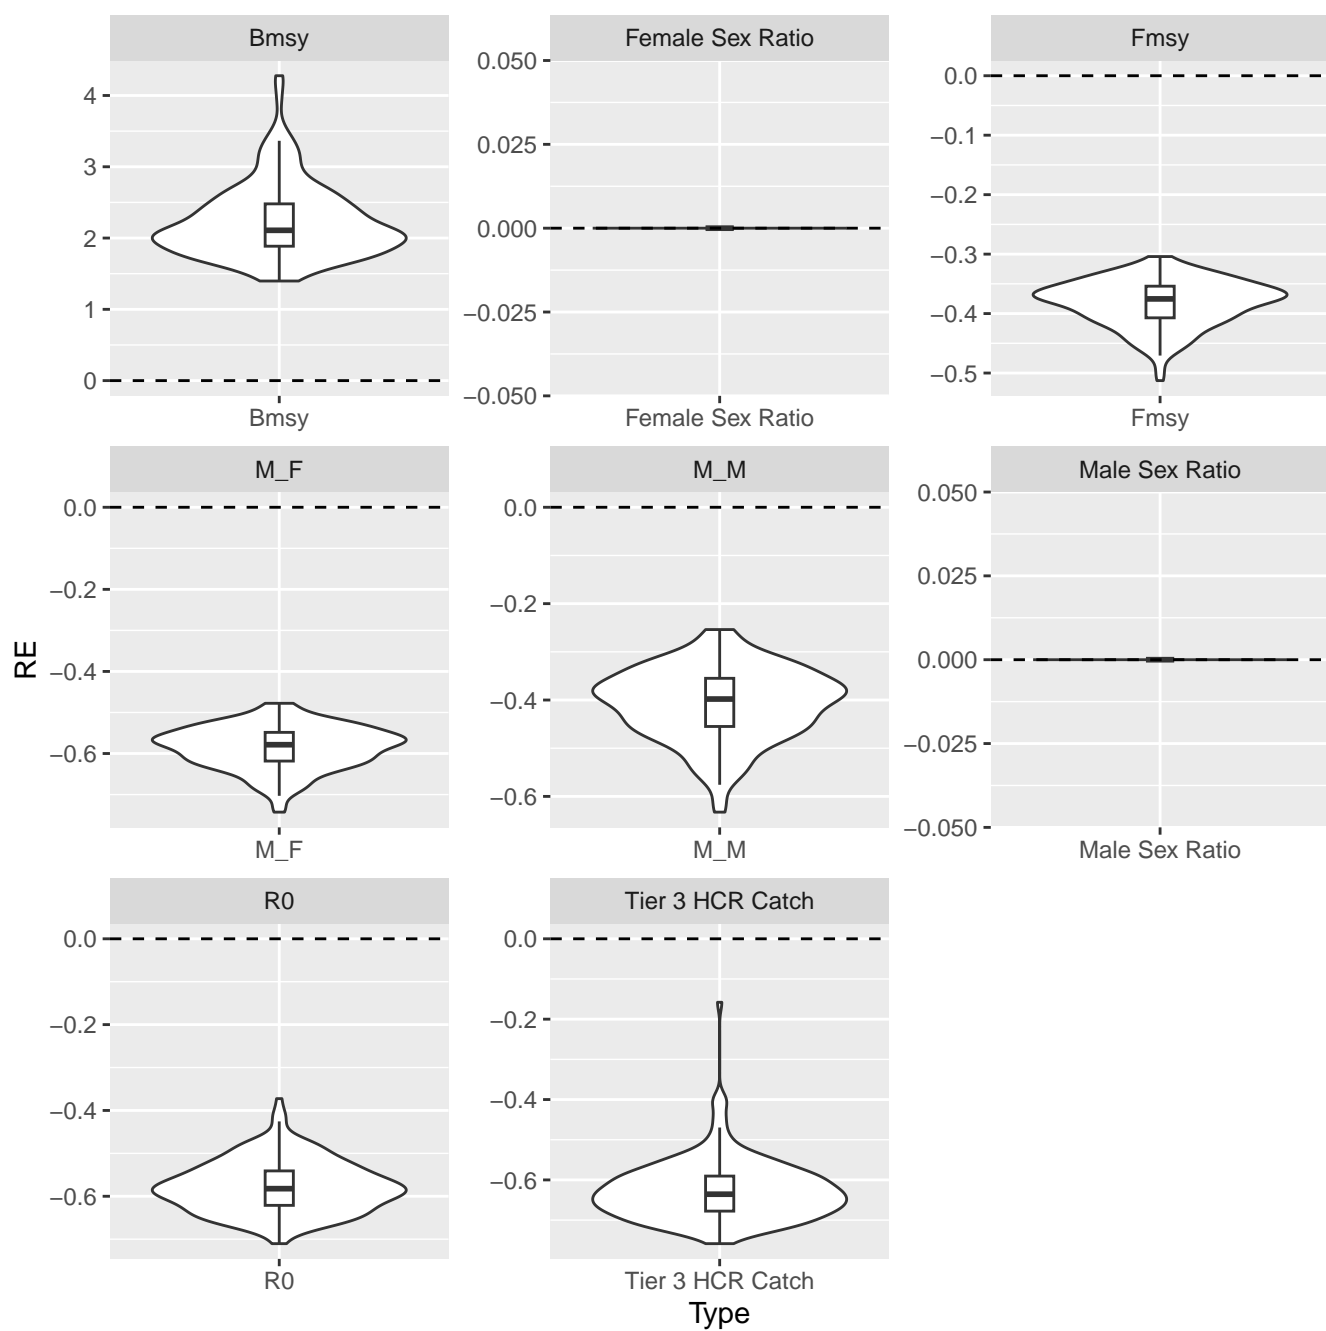 Bmsy
Female Sex Ratio
Fmsy
4
3
2
1
0
0.050
0.025
0.000
−0.025
−0.050
0.0
−0.1
−0.2
−0.3
−0.4
−0.5
Bmsy
Female Sex Ratio
Fmsy
M_F
M_M
Male Sex Ratio
0.0
−0.2
−0.4
−0.6
0.0
−0.2
−0.4
−0.6
0.050
0.025
0.000
−0.025
−0.050
M_F
M_M
Male Sex Ratio
RE
R0
Tier 3 HCR Catch
0.0
−0.2
−0.4
−0.6
0.0
−0.2
−0.4
−0.6
R0
Tier 3 HCR Catch
Type